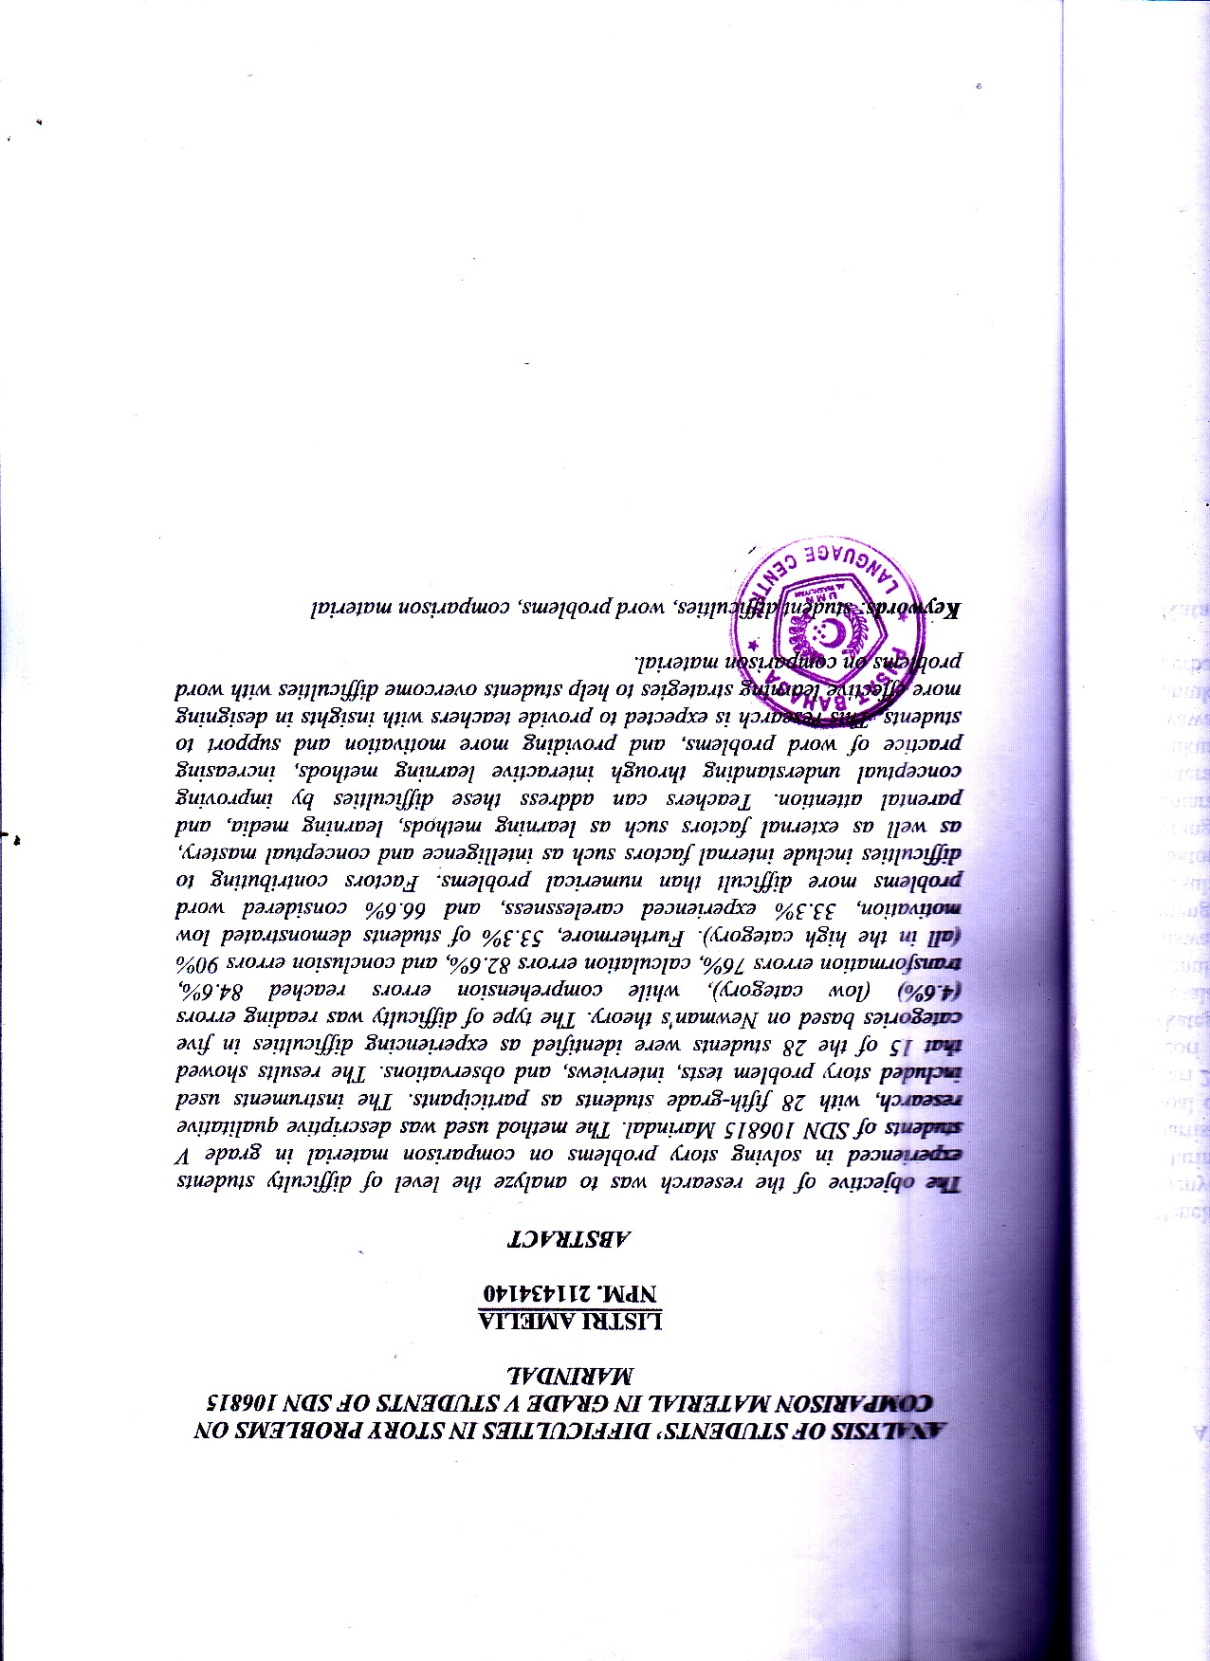 ANALYSIS OF STUDENTS' DIFFICULTIES IN STORY PROBLEMS ON
COMPARISON MATERIAL IN GRADE V STUDENTS OF SDN 106815
MARINDAL
LISTRI AMELIA
NPM. 211434140
ABSTRACT
The objective of the research was to analyze the level of difficulty students
experienced in solving story problems on comparison material in grade V
students of SDN 106815 Marindal. The method used was descriptive qualitative
research, with 28 fifth-grade students as participants. The instruments used
included story problem tests, interviews, and observations. The results showed
that 15 of the 28 students were identified as experiencing difficulties in five
categories based on Newman's theory. The type of difficulty was reading errors
(4.6%) (low category), while comprehension errors reached 84.6%,
transformation errors 76%, calculation errors 82.6%, and conclusion errors 90%
(all in the high category). Furthermore, 53.3% of students demonstrated low
motivation, 33.3% experienced carelessness, and 66.6% considered word
problems more difficult than numerical problems. Factors contributing to
difficulties include internal factors such as intelligence and conceptual mastery,
as well as external factors such as learning methods, learning media, and
parental attention. Teachers can address these difficulties by improving
conceptual understanding through interactive learning methods, increasing
practice of word problems, and providing more motivation and support to
students. This research is expected to provide teachers with insights in designing
more effective learning strategies to help students overcome difficulties with word
problems on comparison material.
Keywords: student difficulties, word problems, comparison material
PUSAT BAHASA
UMN
AL WASHLIYAH
LANGUAGE CENTRE